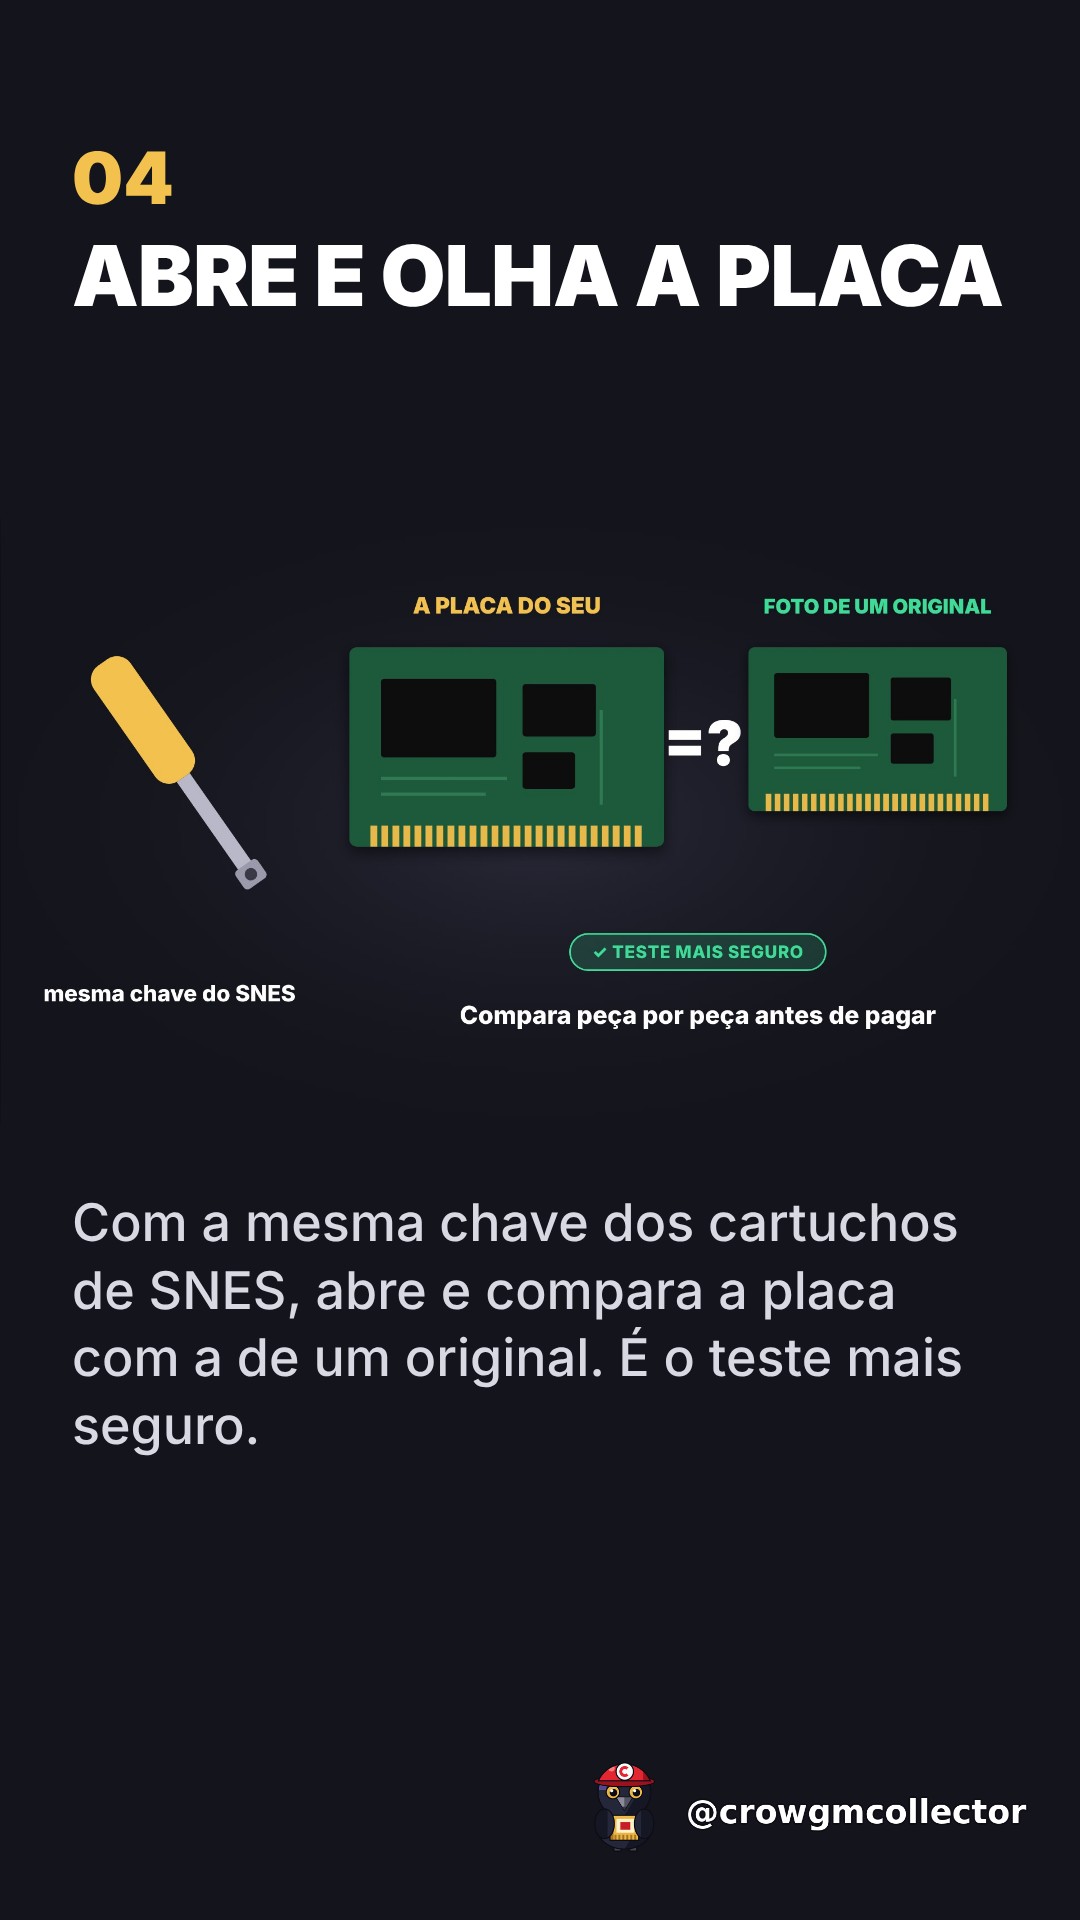 04
ABRE E OLHA A PLACA
A PLACA DO SEU
FOTO DE UM ORIGINAL
=?
✓ TESTE MAIS SEGURO
mesma chave do SNES
Compara peça por peça antes de pagar
Com a mesma chave dos cartuchos
de SNES, abre e compara a placa
com a de um original. É o teste mais
seguro.
C
@crowgmcollector